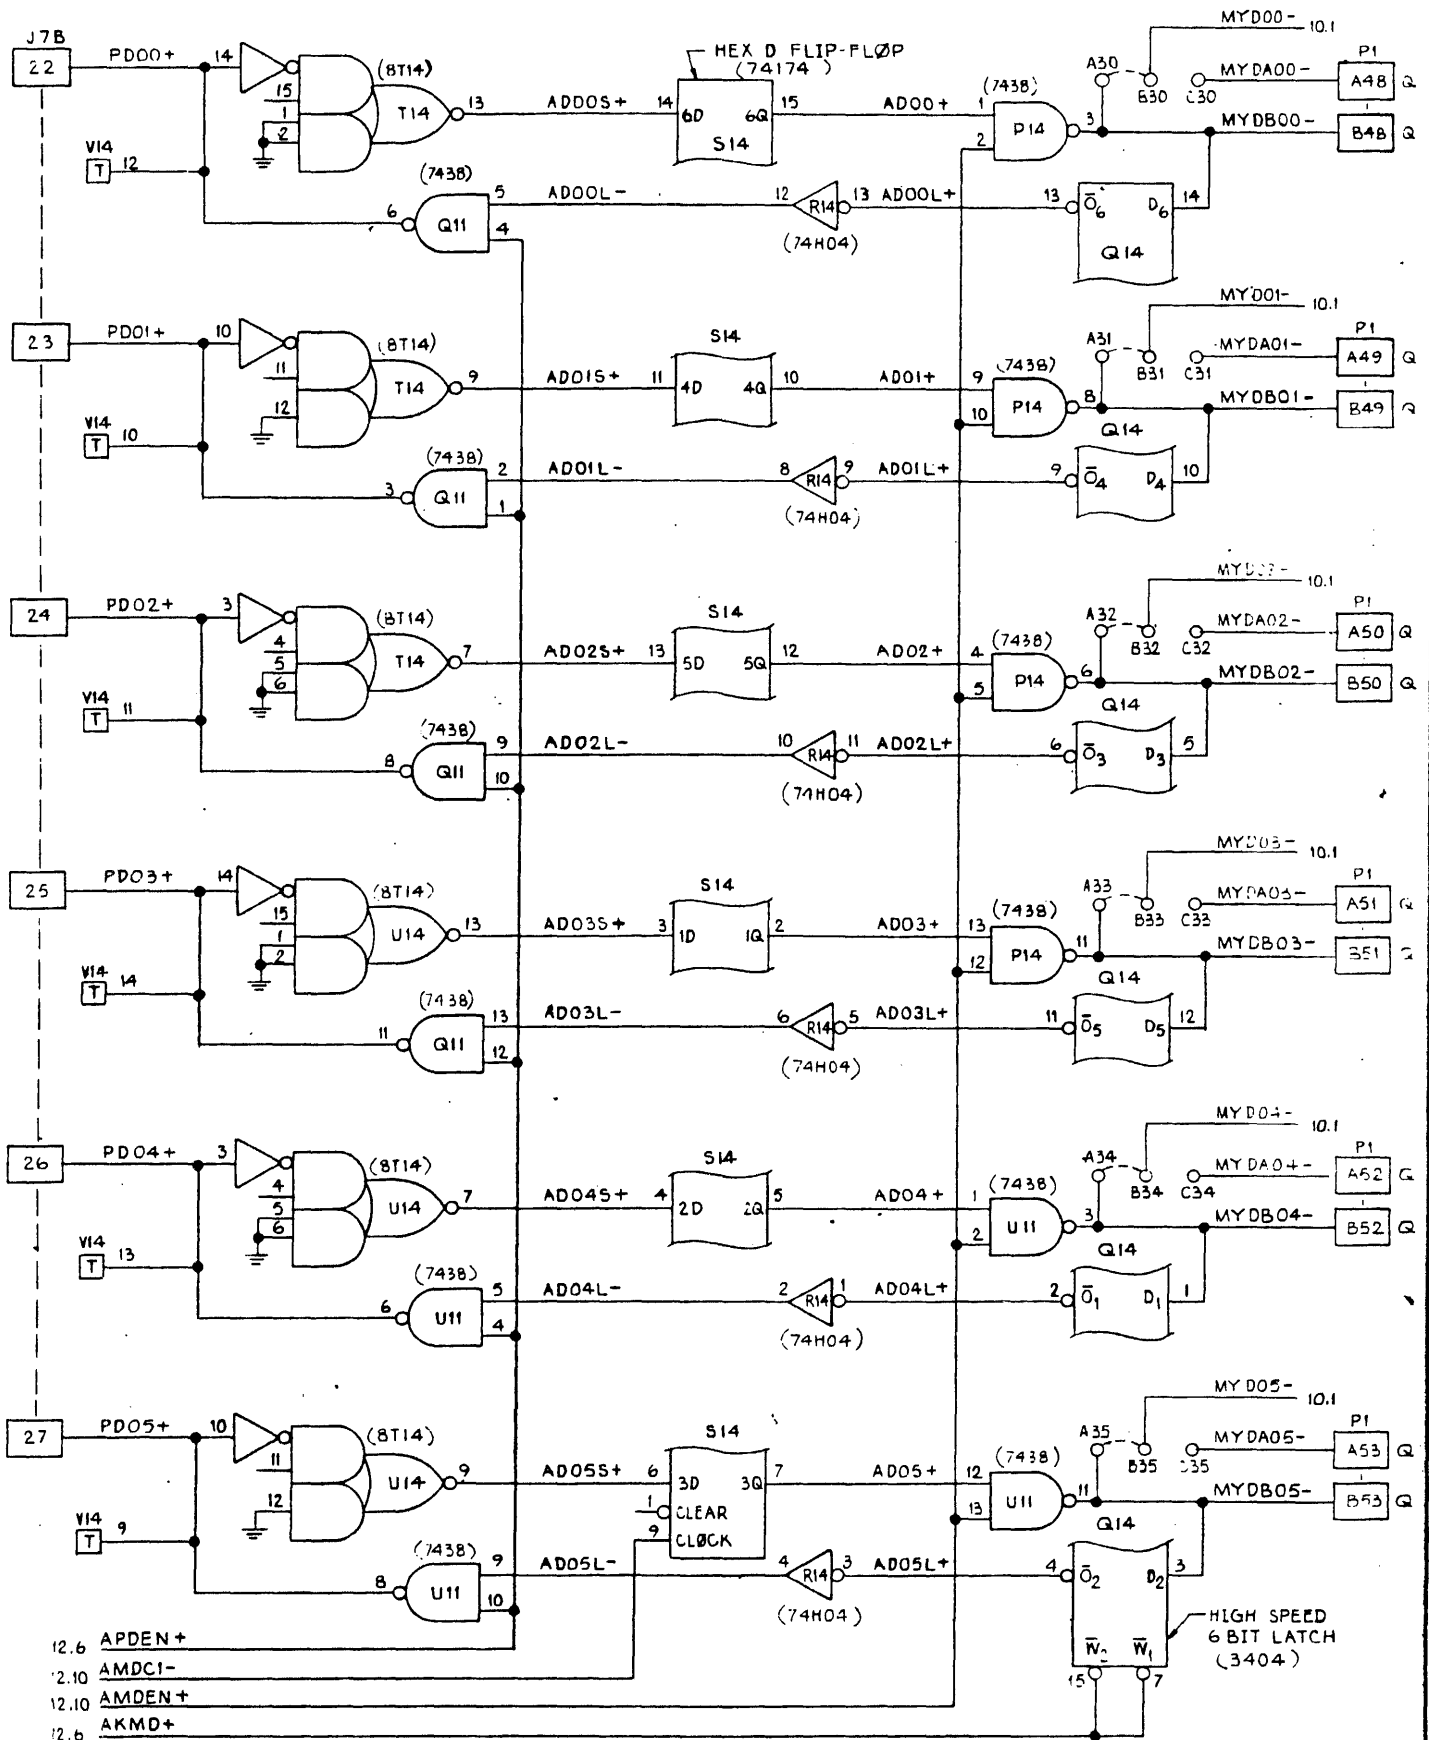 J7B
22 PD00+ 14 (8T14) HEX D FLIP-FLØP (74174) MYD00- 10.1
A30 B30 C30 MYDA00- P1 A48 Q
15 1 2 T14 13 AD00S+ 14 6D 6Q 15 S14 AD00+ 1 2 (7438) P14 3 MYDB00- B48 Q
V14 T 12
(7438) 6 Q11 5 4 AD00L- 12 R14 13 AD00L+ 13 O̅6 D6 14
(74H04) Q14
23 PD01+ 10 (8T14) S14 MYD01- 10.1
A31 B31 C31 MYDA01- P1 A49 Q
11 12 T14 9 AD01S+ 11 4D 4Q 10 AD01+ 9 10 (7438) P14 8 MYDB01- B49 Q
V14 T 10
(7438) 3 Q11 2 1 AD01L- 8 R14 9 AD01L+ 9 O̅4 D4 10
(74H04) Q14
24 PD02+ 3 (8T14) S14 10.1
A32 B32 C32 MYDA02- P1 A50 Q
4 5 6 T14 7 AD02S+ 13 5D 5Q 12 AD02+ 4 5 (7438) P14 6 MYDB02- B50 Q
V14 T 11
(7438) 8 Q11 9 10 AD02L- 10 R14 11 AD02L+ 6 O̅3 D3 5
(74H04) Q14
25 PD03+ 14 (8T14) S14 MYD03- 10.1
A33 B33 C33 MYDA03- P1 A51 Q
15 1 2 U14 13 AD03S+ 3 1D 1Q 2 AD03+ 13 12 (7438) P14 11 MYDB03- B51
V14 T 14
(7438) 11 Q11 13 12 AD03L- 6 R14 5 AD03L+ 11 O̅5 D5 12
(74H04) Q14
26 PD04+ 3 (8T14) S14 MYD04- 10.1
A34 B34 C34 MYDA04- P1 A52 Q
4 5 6 U14 7 AD04S+ 4 2D 2Q 5 AD04+ 1 2 (7438) U11 3 MYDB04- B52 Q
V14 T 13
(7438) 6 U11 5 4 AD04L- 2 R14 1 AD04L+ 2 O̅1 D1 1
(74H04) Q14
27 PD05+ 10 (8T14) S14 MYD05- 10.1
A35 B35 C35 MYDA05- P1 A53 Q
11 12 U14 9 AD05S+ 6 3D 3Q 7 AD05+ 12 13 (7438) U11 11 MYDB05- B53 Q
1 CLEAR
9 CLØCK
V14 T 9
(7438) 8 U11 9 10 AD05L- 4 R14 3 AD05L+ 4 O̅2 D2 3
(74H04) Q14
W̅2 W̅1
15 7
HIGH SPEED
6 BIT LATCH
(3404)
12.6 APDEN+
12.10 AMDC1-
12.10 AMDEN+
12.6 AKMD+